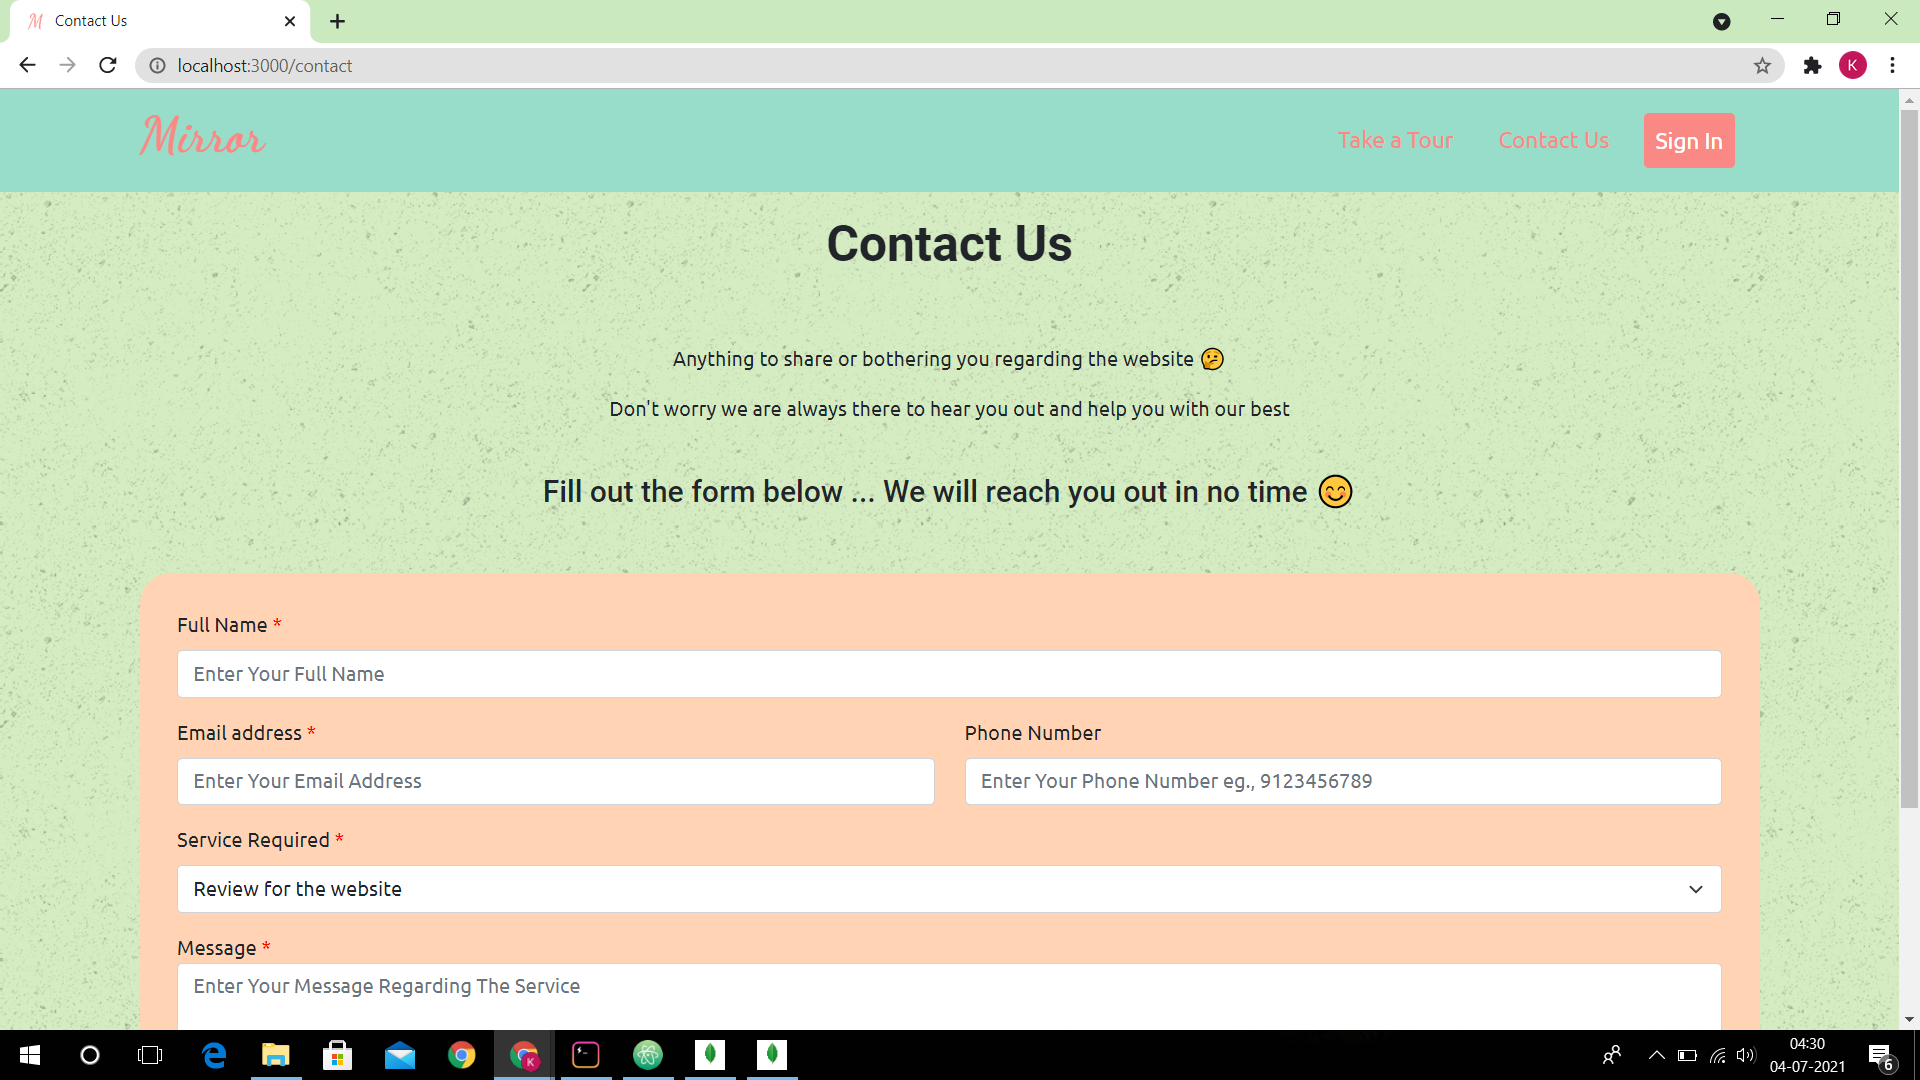 Contact Us
localhost:3000/contact
K
Mirror
Take a Tour
Contact Us
Sign In
Contact Us
Anything to share or bothering you regarding the website 🤔
Don't worry we are always there to hear you out and help you with our best
Fill out the form below ... We will reach you out in no time 😊
Full Name *
Enter Your Full Name
Email address *
Phone Number
Enter Your Email Address
Enter Your Phone Number eg., 9123456789
Service Required *
Review for the website
Message *
Enter Your Message Regarding The Service
K
04:30
04-07-2021
6